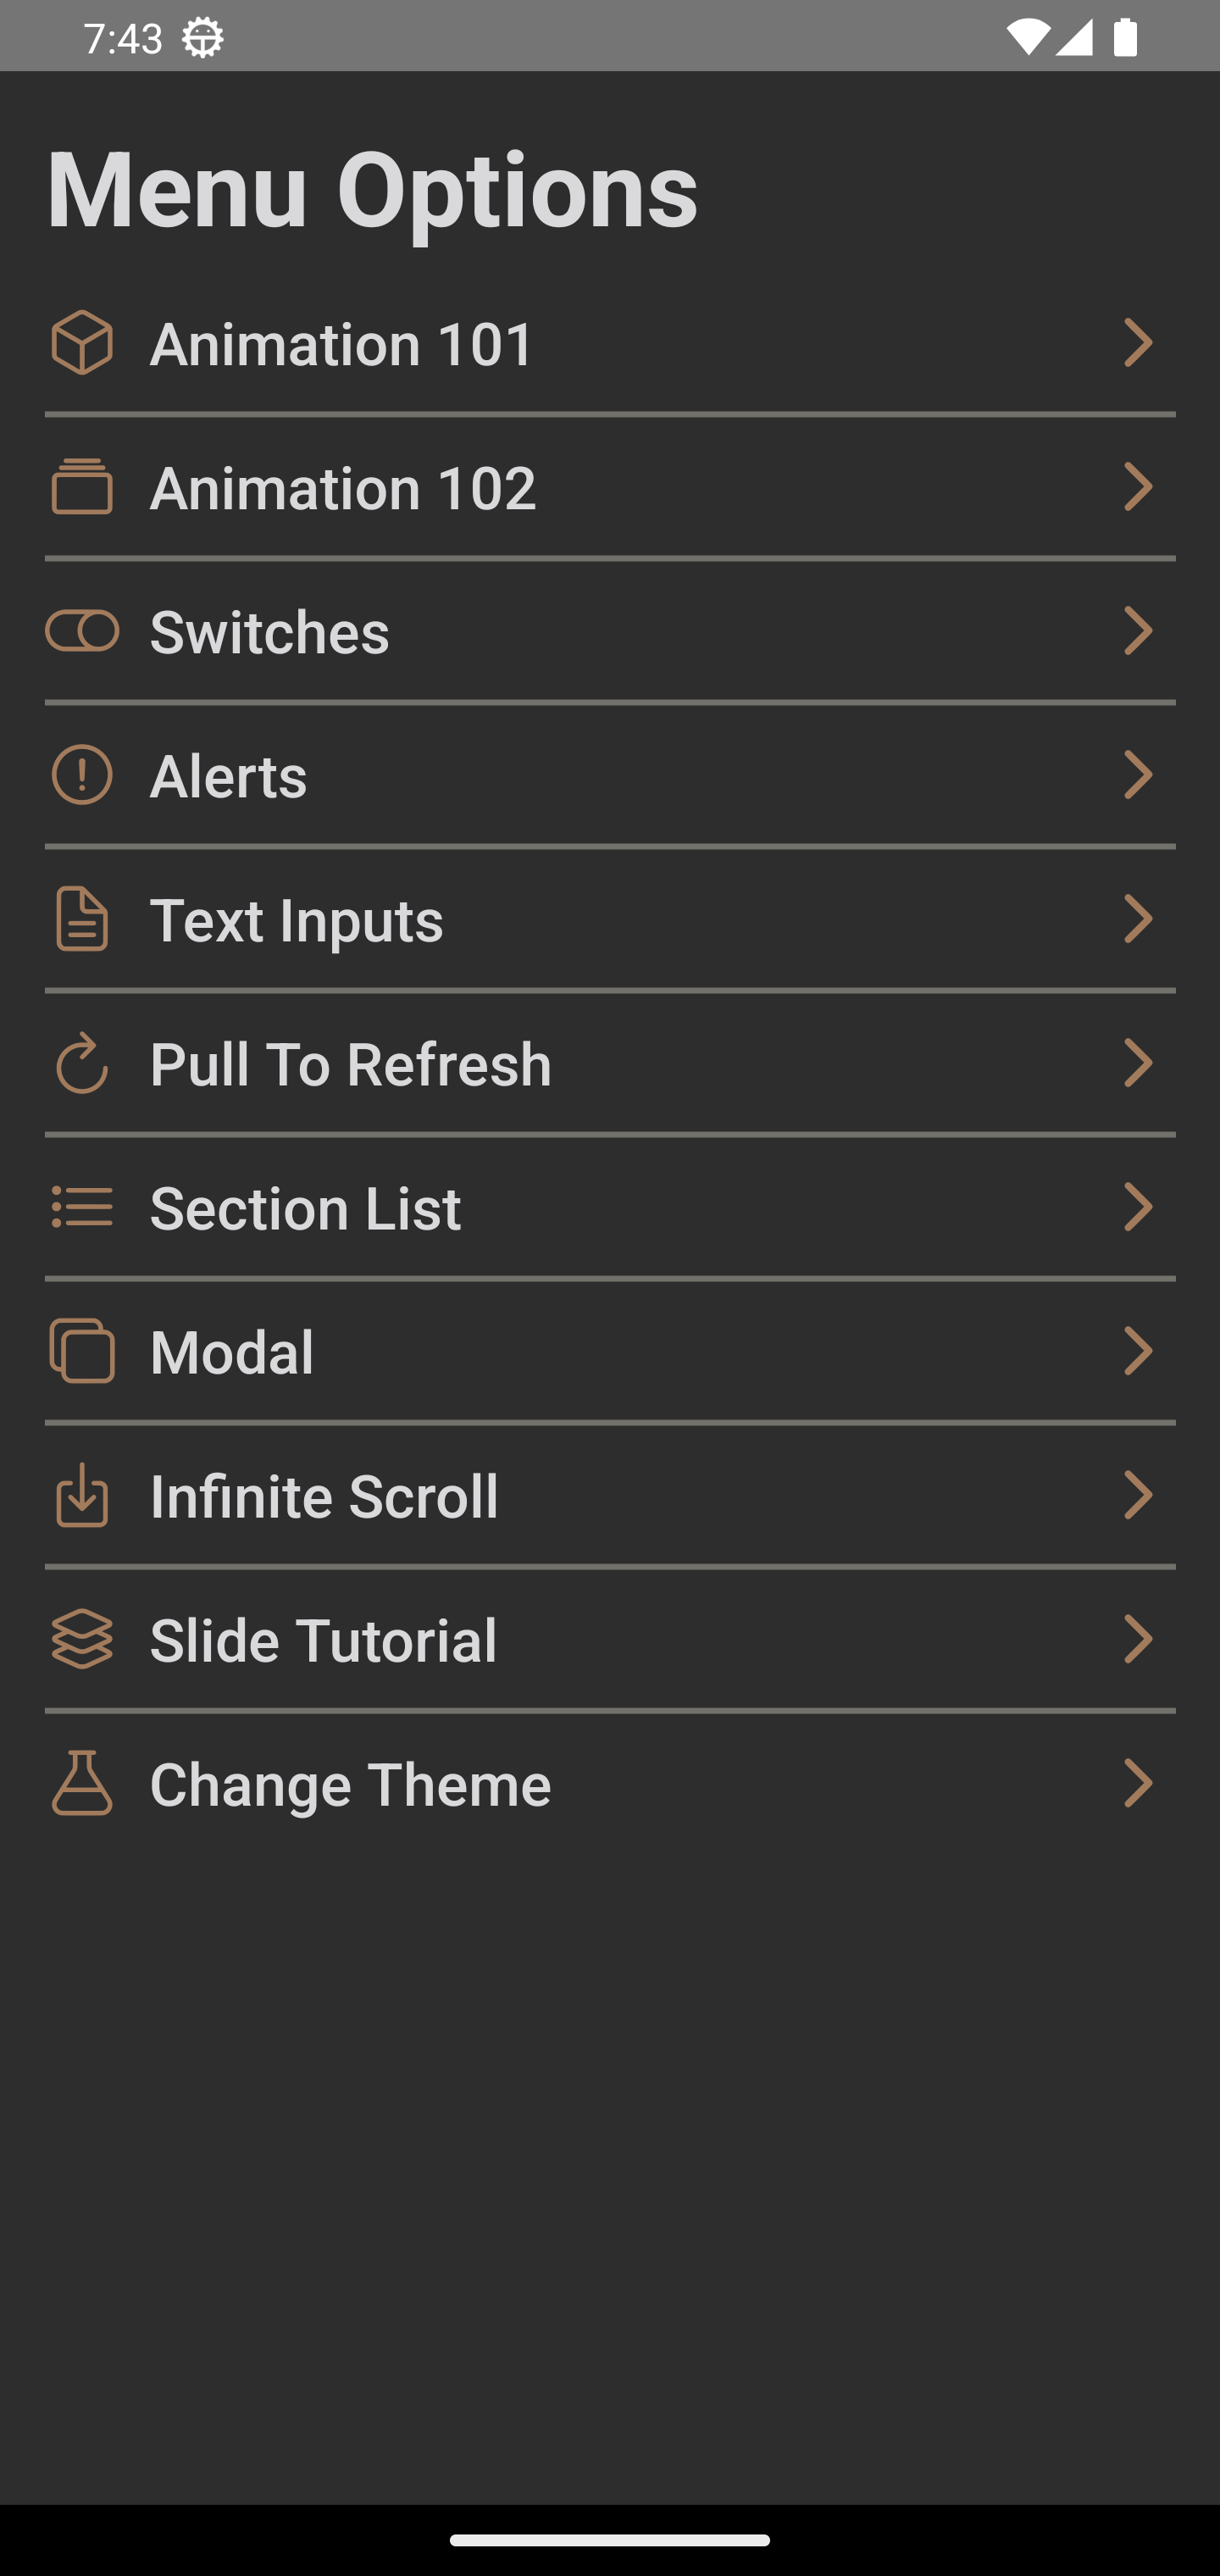 7:43
Menu Options
Animation 101
Animation 102
Switches
Alerts
Text Inputs
Pull To Refresh
Section List
Modal
Infinite Scroll
Slide Tutorial
Change Theme